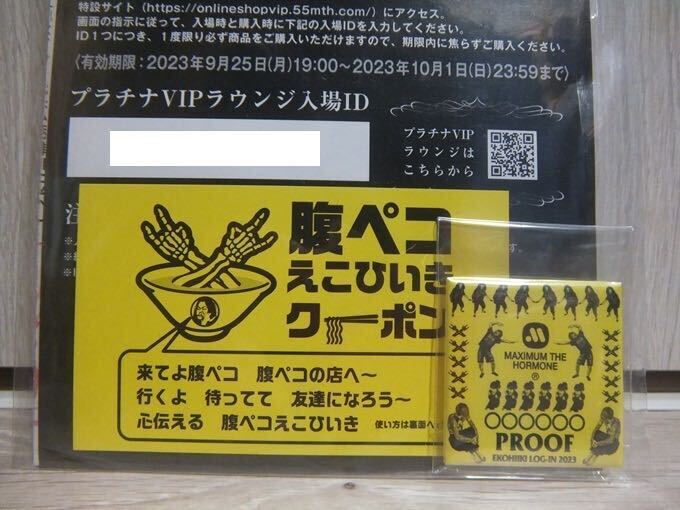 特設サイト（https://onlineshopvip.55mth.com/）にアクセス。
画面の指示に従って、入場時と購入時に下記の入場IDを入力してください。
ID１つにつき、１度限り必ず商品をご購入いただけますので、期限内に焦らずご購入ください。
〈有効期限：2023年9月25日(月)19:00～2023年10月1日(日)23:59まで〉
プラチナVIPラウンジ入場ID
プラチナVIP
ラウンジは
こちらから
注
腹ペコ
えこひいき
クーポン
来てよ腹ペコ 腹ペコの店へ～
行くよ 待ってて 友達になろう～
心伝える 腹ペコえこひいき 使い方は裏面へ
MAXIMUM THE
HORMONE
®
OOOOOO
PROOF
EKOHIIKI LOG-IN 2023